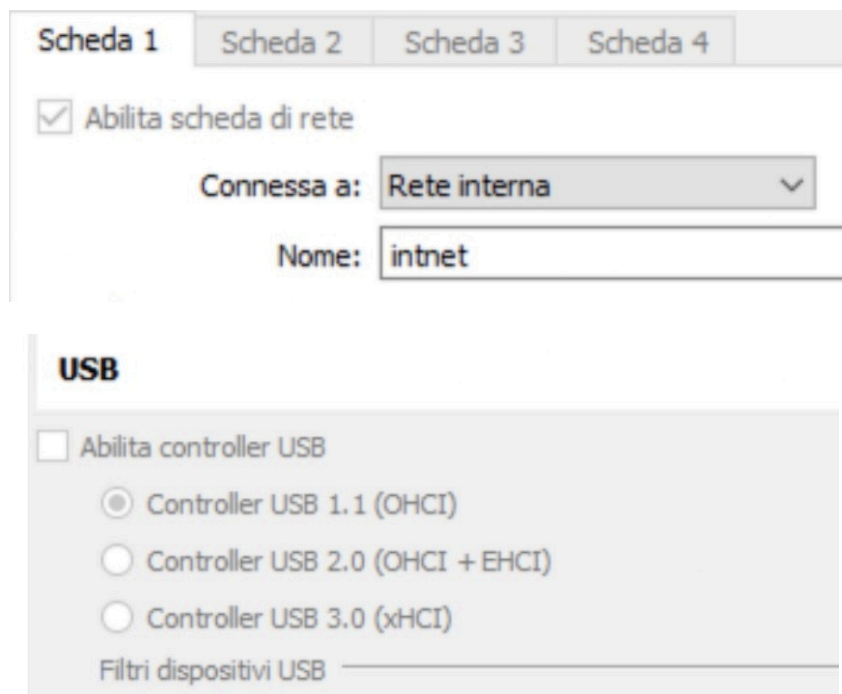 Scheda 1 Scheda 2 Scheda 3 Scheda 4
Abilita scheda di rete
Connessa a: Rete interna
Nome: intnet
USB
Abilita controller USB
Controller USB 1.1 (OHCI)
Controller USB 2.0 (OHCI + EHCI)
Controller USB 3.0 (xHCI)
Filtri dispositivi USB